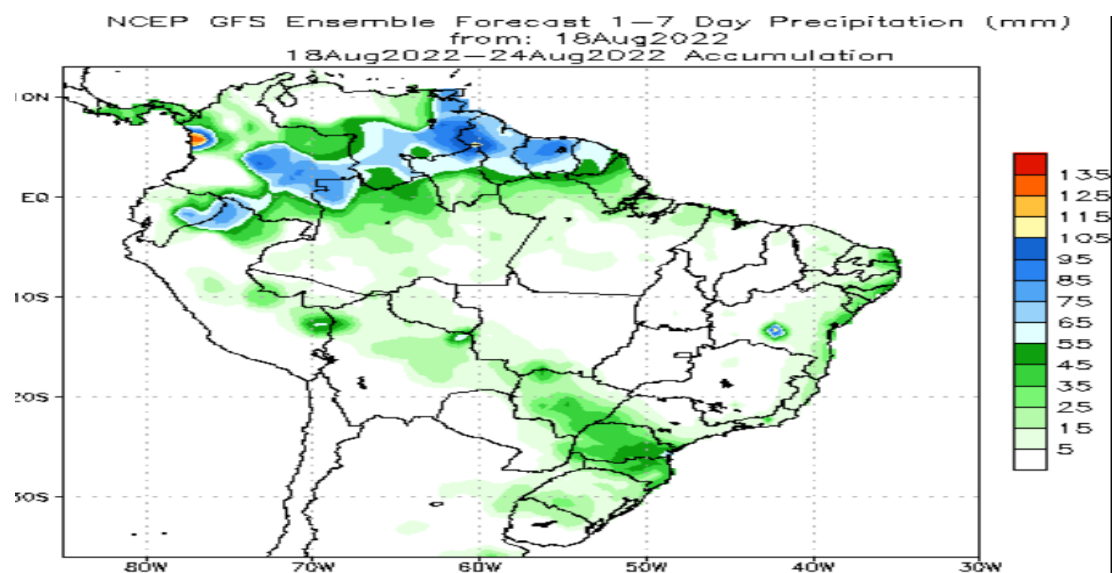 NCEP GFS Ensemble Forecast 1-7 Day Precipitation (mm)
from: 18Aug2022
18Aug2022-24Aug2022 Accumulation
10N
EQ
10S
20S
30S
80W
70W
60W
50W
40W
30W
135
125
115
105
95
85
75
65
55
45
35
25
15
5